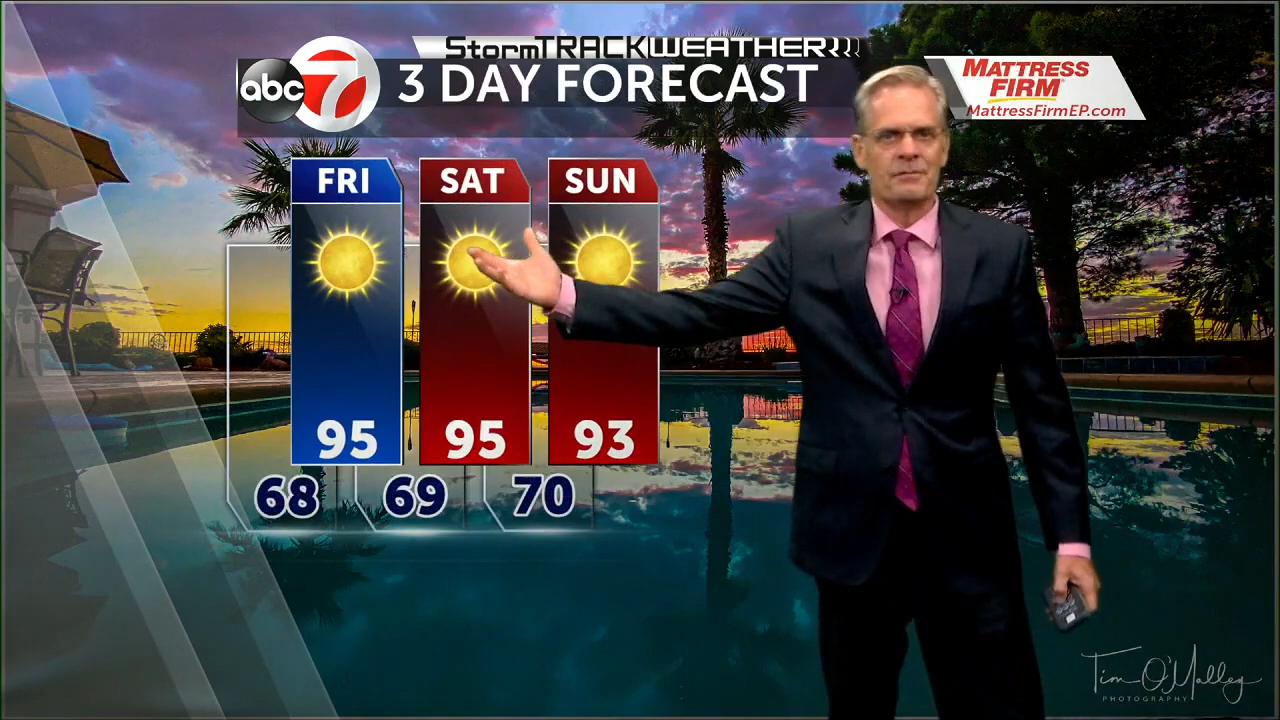 StormTRACKWEATHER
abc 7
3 DAY FORECAST
MATTRESS
FIRM
MattressFirmEP.com
FRI SAT SUN
95 95 93
68 69 70
Tim O'Malley
PHOTOGRAPHY